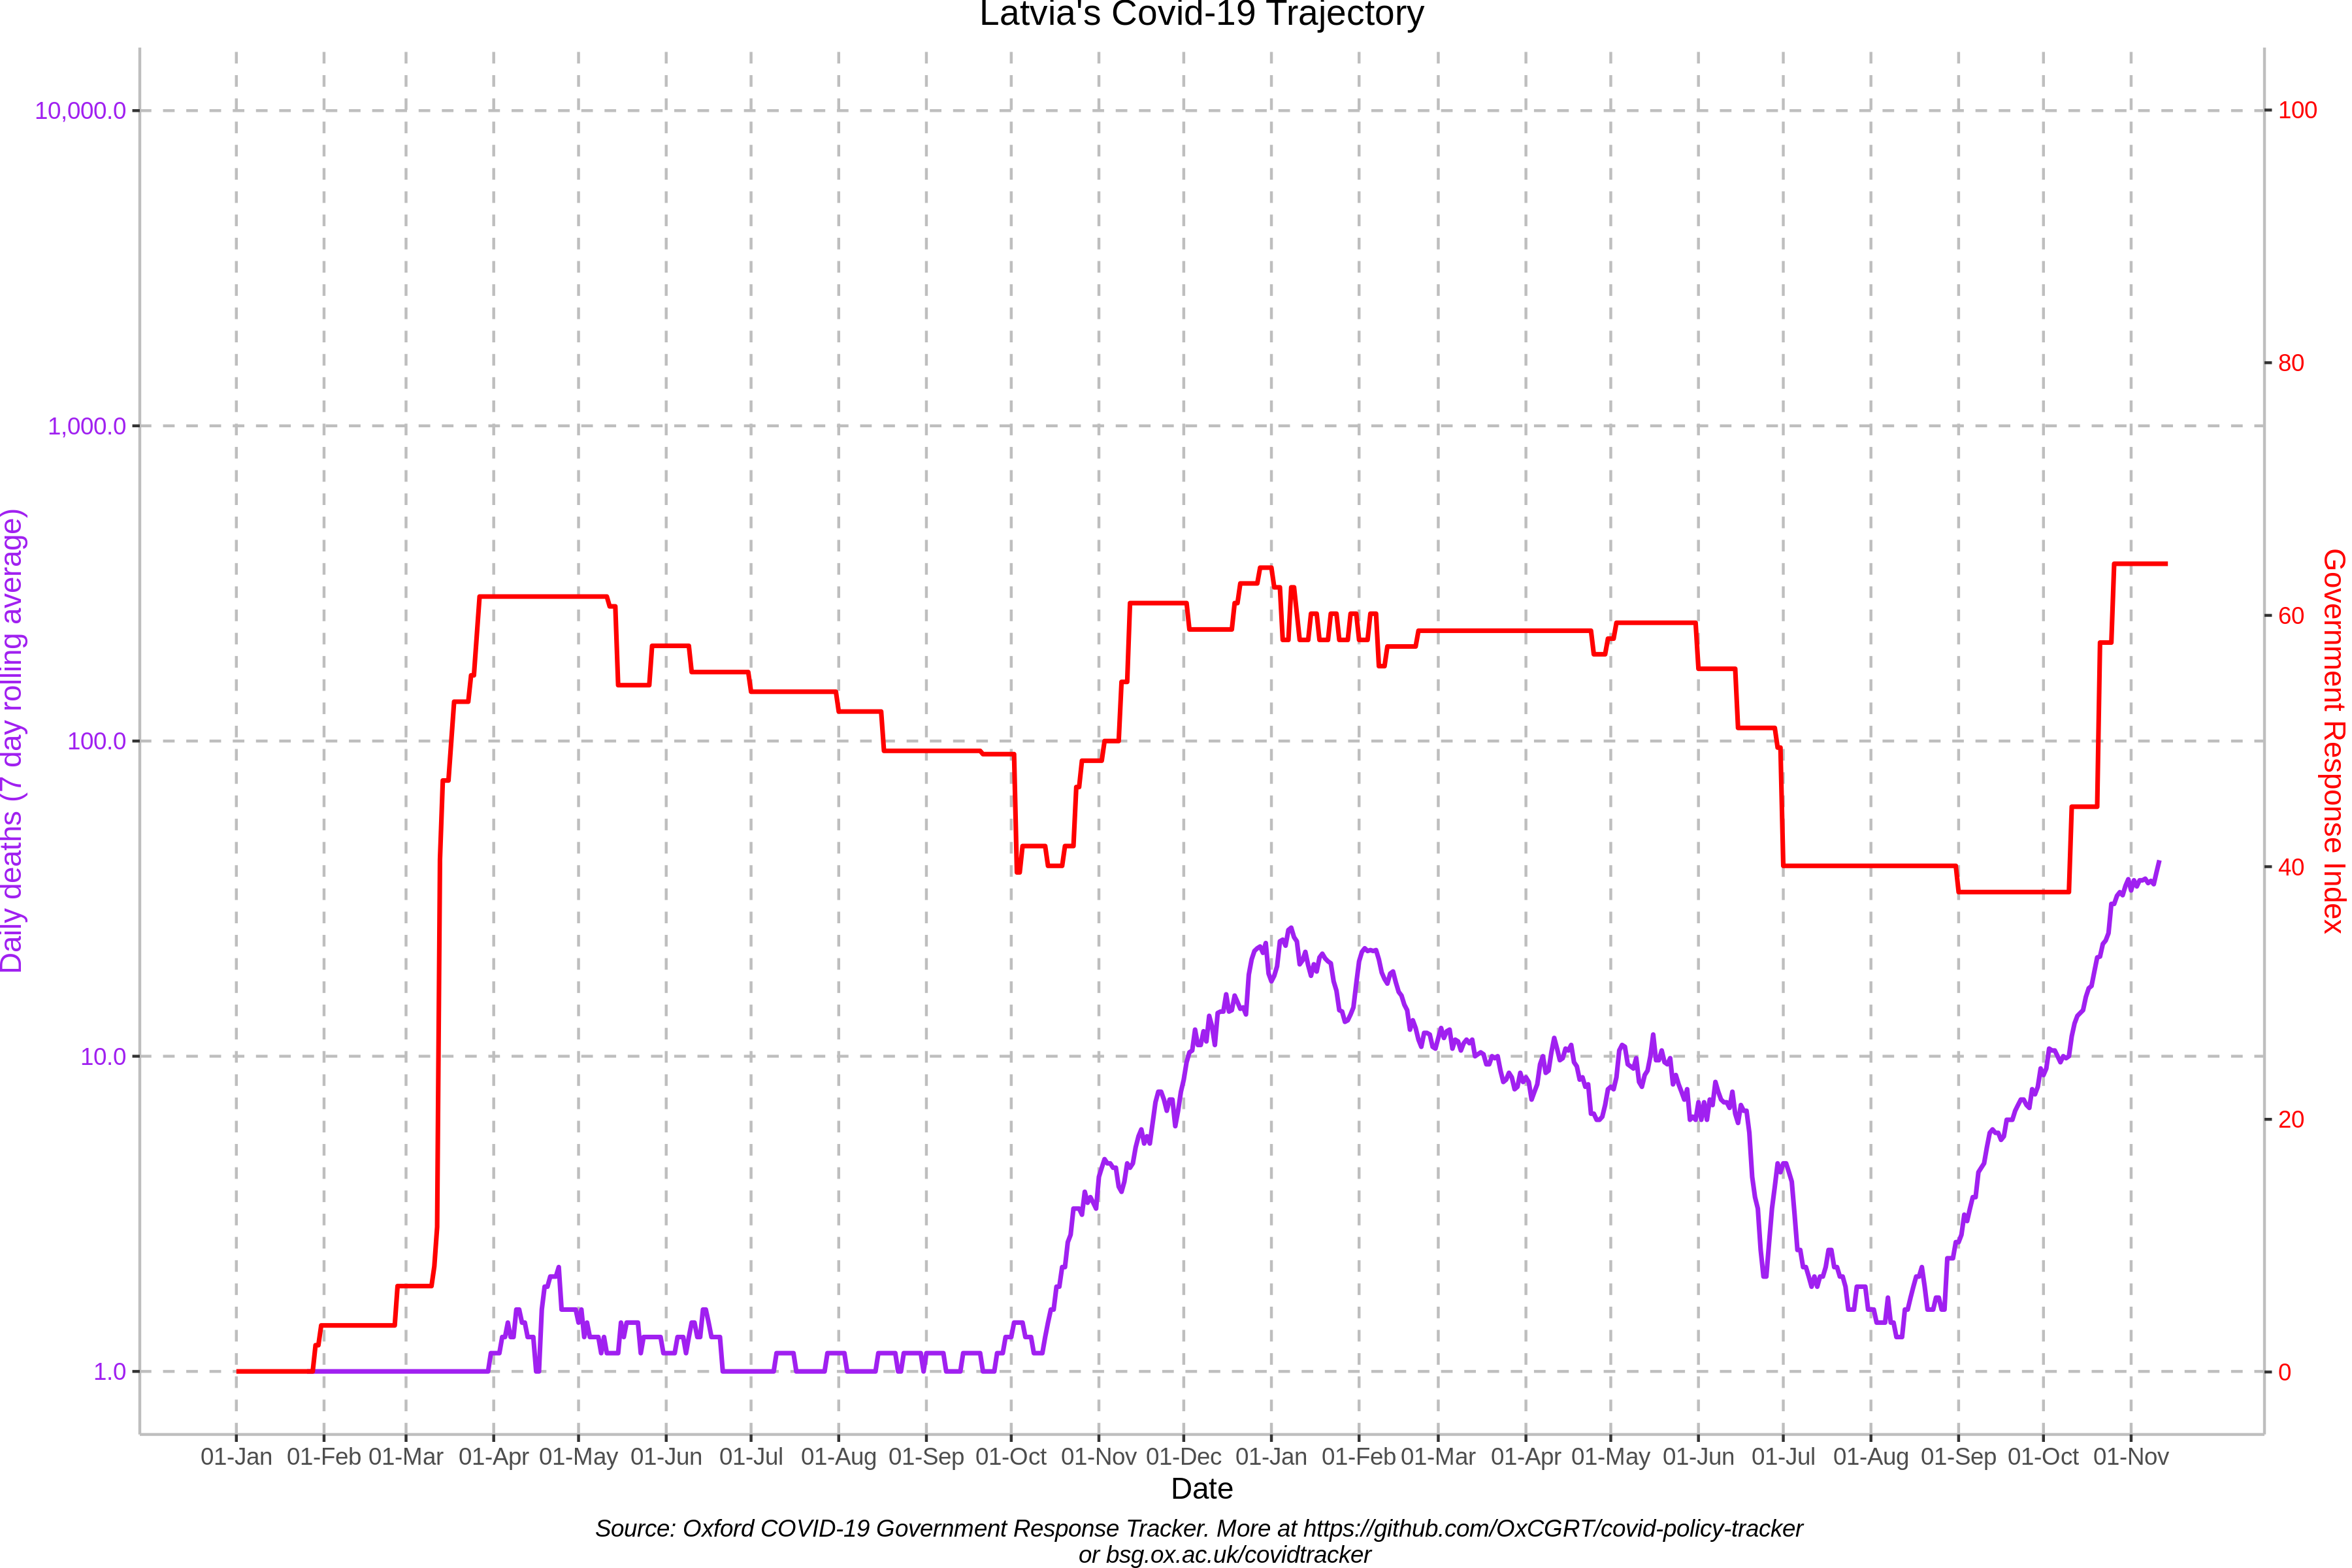 Latvia's Covid-19 Trajectory
10,000.0
1,000.0
100.0
10.0
1.0
Daily deaths (7 day rolling average)
100
80
60
40
20
0
Government Response Index
01-Jan 01-Feb 01-Mar 01-Apr 01-May 01-Jun 01-Jul 01-Aug 01-Sep 01-Oct 01-Nov 01-Dec 01-Jan 01-Feb 01-Mar 01-Apr 01-May 01-Jun 01-Jul 01-Aug 01-Sep 01-Oct 01-Nov
Date
Source: Oxford COVID-19 Government Response Tracker. More at https://github.com/OxCGRT/covid-policy-tracker
or bsg.ox.ac.uk/covidtracker